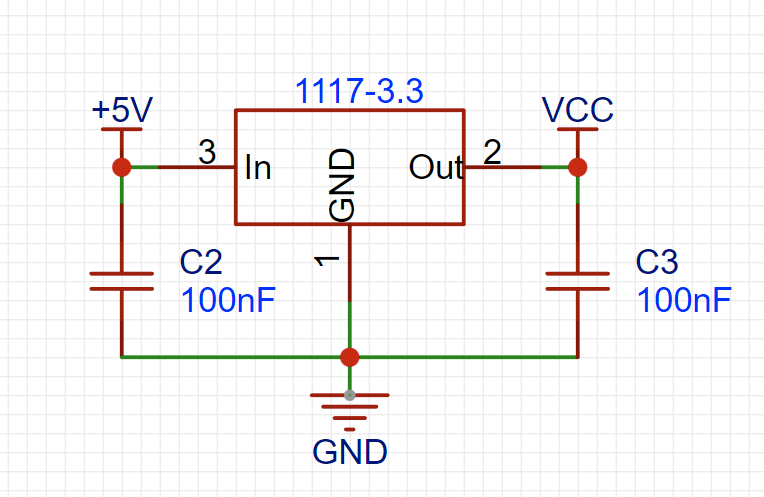 1117-3.3
+5V
VCC
3
In
GND
Out
2
1
C2
100nF
C3
100nF
GND